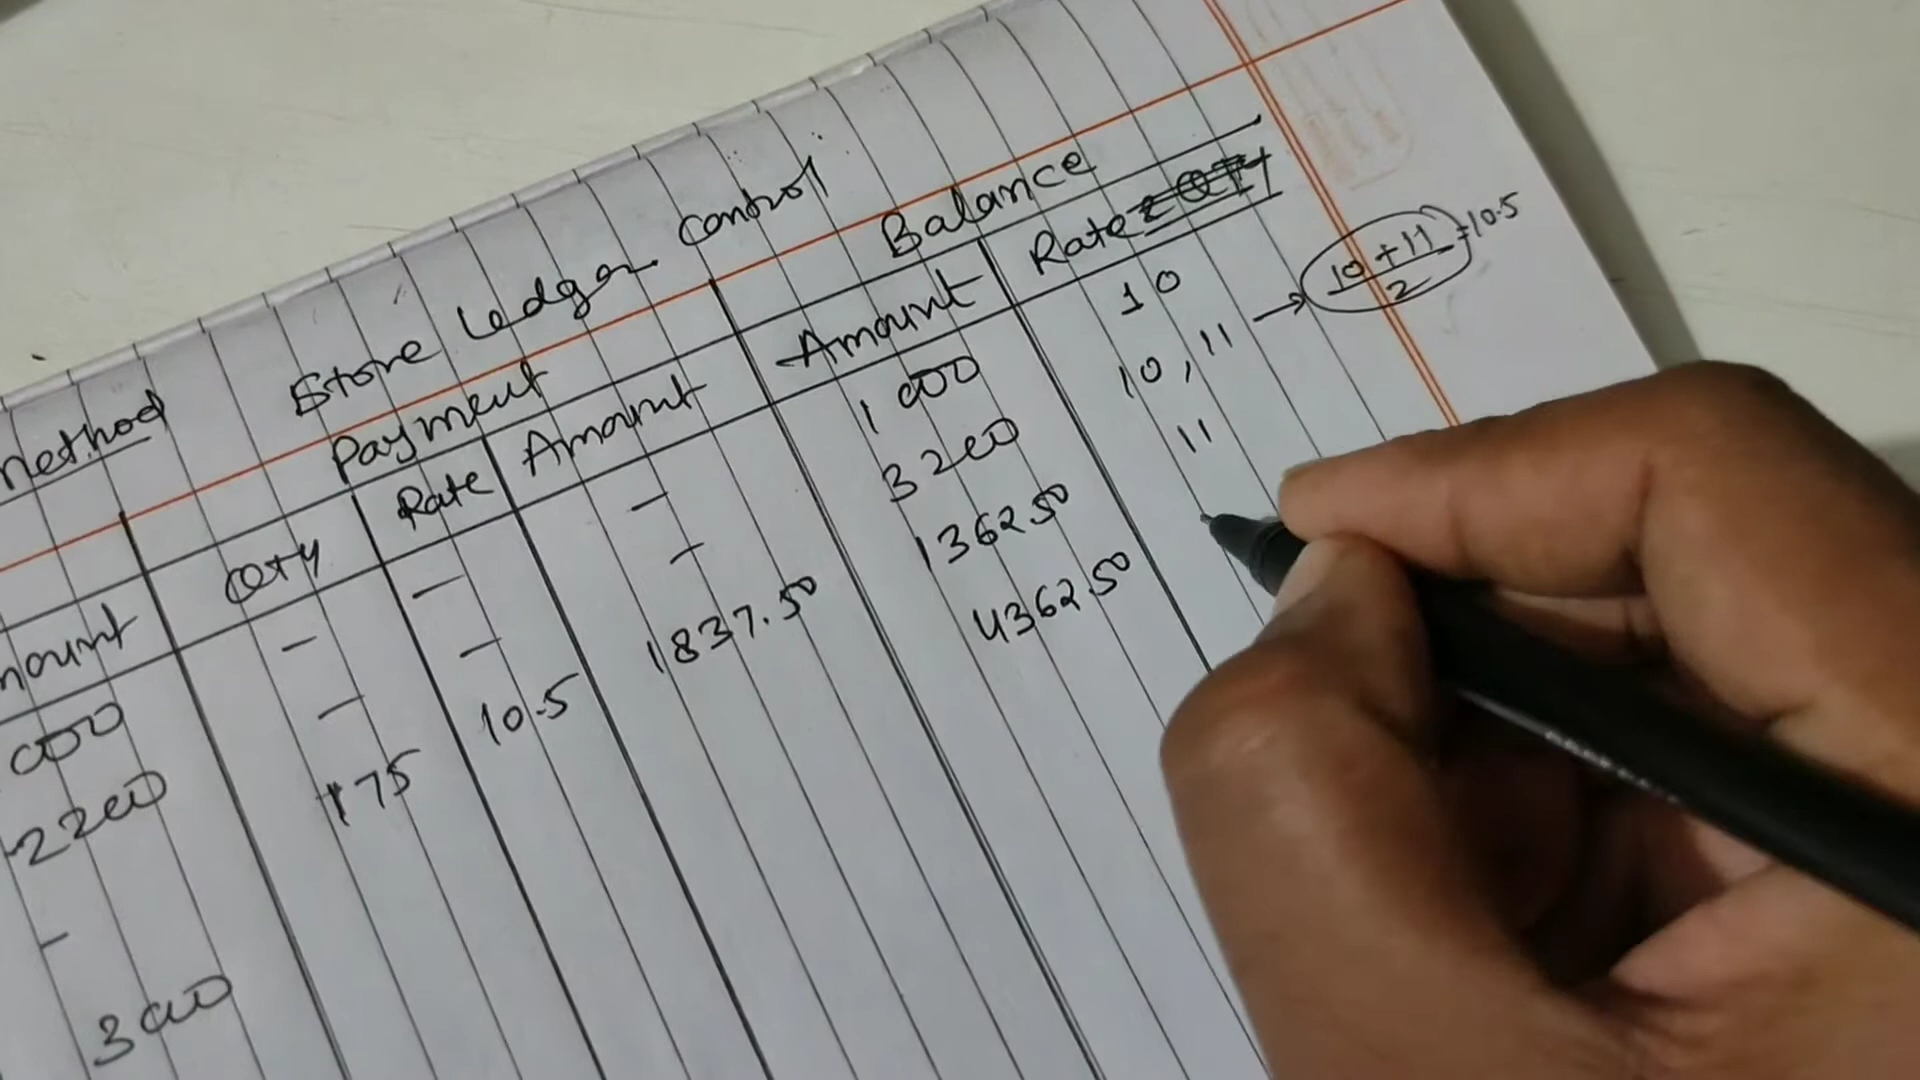 Method Store Ledger Control
Payment Balance
mount QTY Rate Amount Amount Rate
000 - - - 1000 10
2200 - - - 3200 10, 11 → 10+11/2 = 10.5
- 175 10.5 1837.50 1362.50 11
3000 4362.50